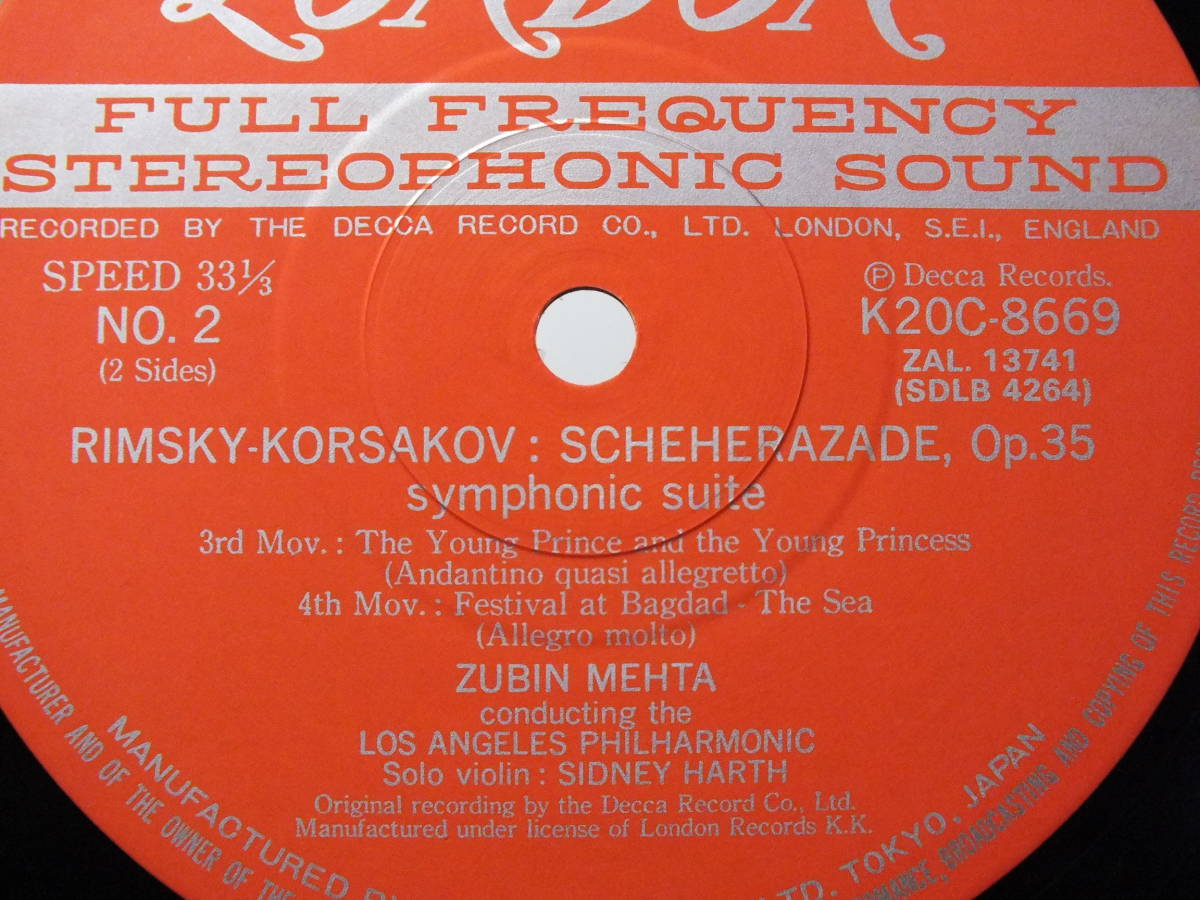 LONDON
FULL FREQUENCY
STEREOPHONIC SOUND
RECORDED BY THE DECCA RECORD CO., LTD. LONDON, S.E.I., ENGLAND
SPEED 33⅓
NO. 2
(2 Sides)
Ⓟ Decca Records.
K20C-8669
ZAL. 13741
(SDLB 4264)
RIMSKY-KORSAKOV : SCHEHERAZADE, Op.35
symphonic suite
3rd Mov. : The Young Prince and the Young Princess
(Andantino quasi allegretto)
4th Mov. : Festival at Bagdad - The Sea
(Allegro molto)
ZUBIN MEHTA
conducting the
LOS ANGELES PHILHARMONIC
Solo violin : SIDNEY HARTH
Original recording by the Decca Record Co., Ltd.
Manufactured under license of London Records K.K.
MANUFACTURER AND OF THE OWNER OF THE
COPYING OF THIS RECORD
BROADCASTING AND
MANUFACTURED
LTD. TOKYO, JAPAN